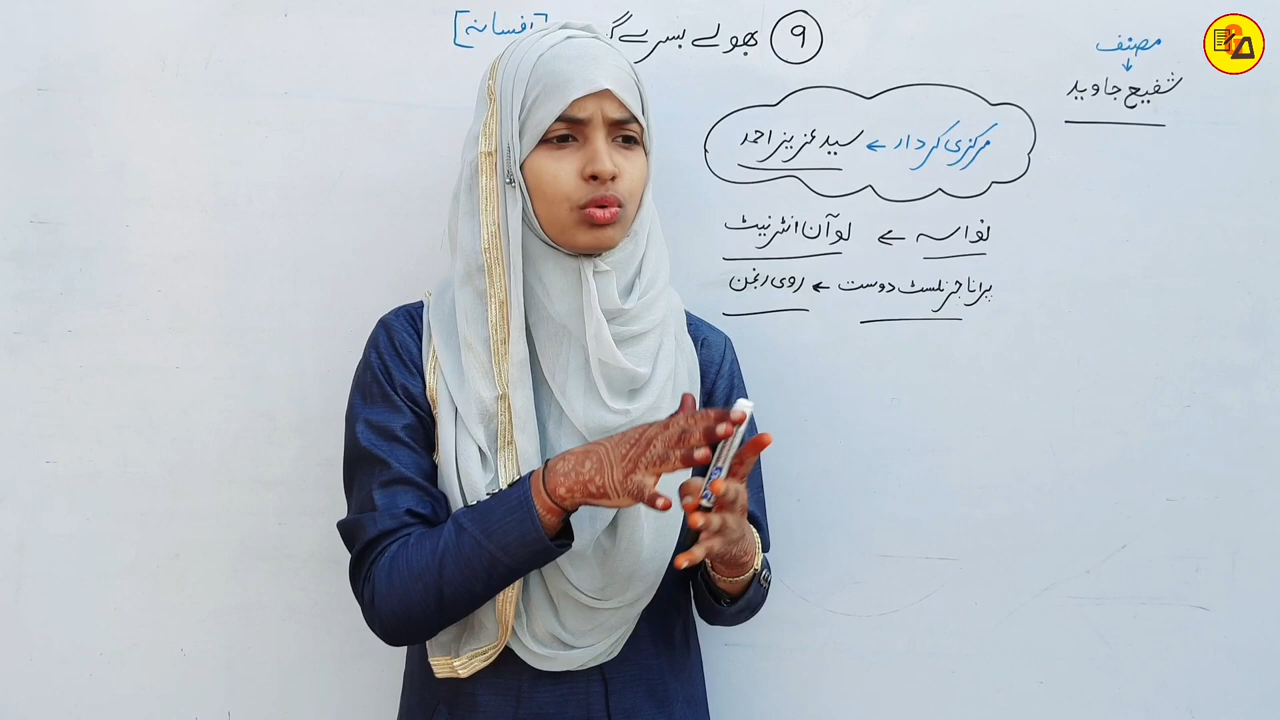 ۹ بھولے بسرے [افسانہ]
مصنف
↓
شفیع جاوید
مرکزی کردار ← سید عزیز احمد
نواسہ ← لو آن انٹرنیٹ
پرانا جرنلسٹ دوست ← روی رنجن